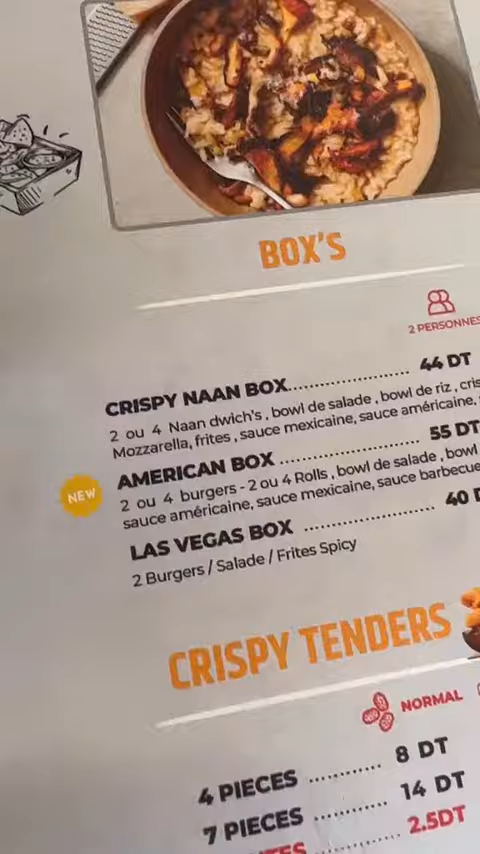 BOX'S
2 PERSONNES
CRISPY NAAN BOX.................... 44 DT
2 ou 4 Naan dwich's , bowl de salade , bowl de riz ,
Mozzarella, frites , sauce mexicaine, sauce américaine,
NEW
AMERICAN BOX .................... 55 DT
2 ou 4 burgers - 2 ou 4 Rolls , bowl de salade , bowl
sauce américaine, sauce mexicaine, sauce barbecue
LAS VEGAS BOX .................... 40
2 Burgers / Salade / Frites Spicy
CRISPY TENDERS
NORMAL
4 PIECES ........... 8 DT
7 PIECES ........... 14 DT
2.5DT